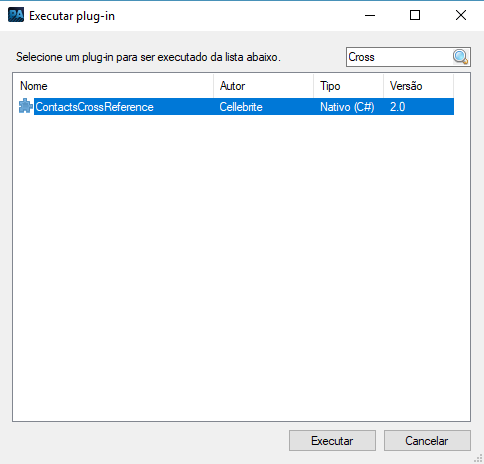 PA Executar plug-in
Selecione um plug-in para ser executado da lista abaixo. Cross
Nome Autor Tipo Versão
ContactsCrossReference Cellebrite Nativo (C#) 2.0
Executar Cancelar